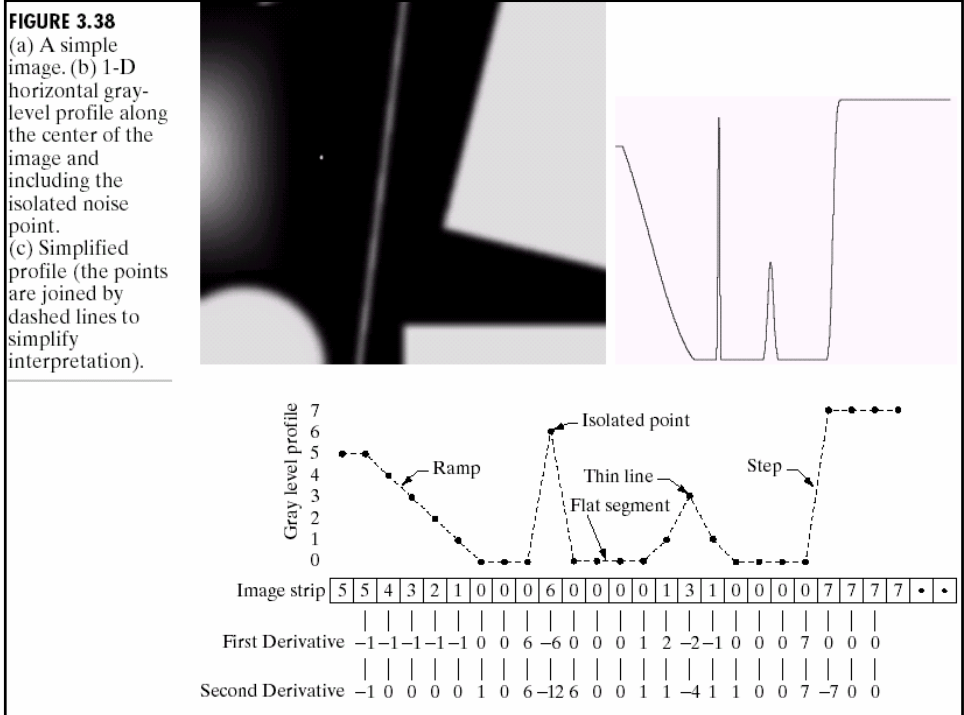 FIGURE 3.38
(a) A simple
image. (b) 1-D
horizontal gray-
level profile along
the center of the
image and
including the
isolated noise
point.
(c) Simplified
profile (the points
are joined by
dashed lines to
simplify
interpretation).
Gray level profile
7
6
5
4
3
2
1
0
Isolated point
Ramp
Thin line
Flat segment
Step
Image strip 5 5 4 3 2 1 0 0 0 6 0 0 0 0 1 3 1 0 0 0 0 7 7 7 7 • •
First Derivative −1 −1 −1 −1 −1 0 0 6 −6 0 0 0 1 2 −2 −1 0 0 0 7 0 0 0
Second Derivative −1 0 0 0 0 1 0 6 −12 6 0 0 1 1 −4 1 1 0 0 7 −7 0 0